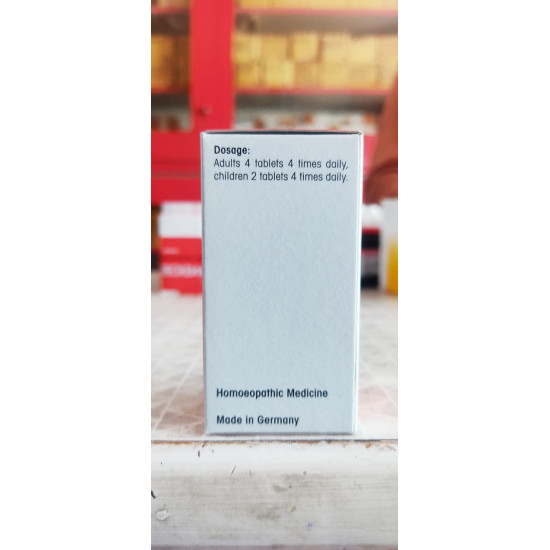 Dosage:
Adults 4 tablets 4 times daily,
children 2 tablets 4 times daily.
Homoeopathic Medicine
Made in Germany